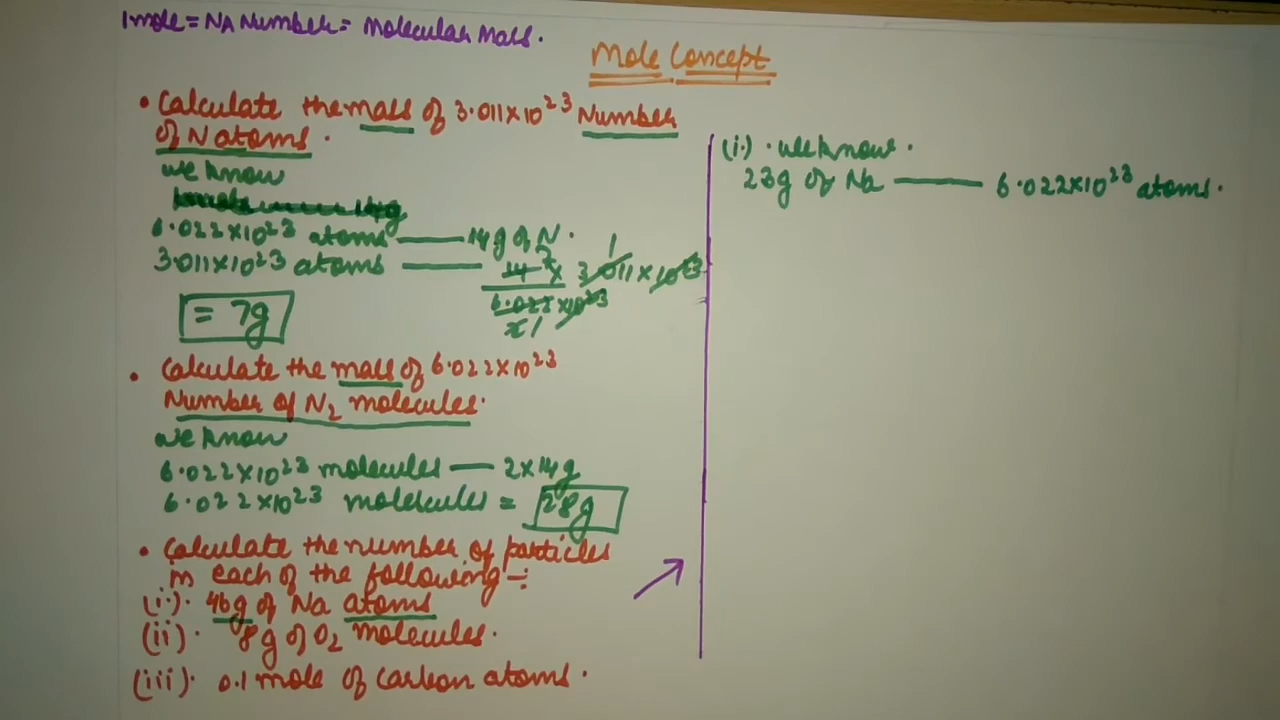 1 mole = NA Number = Molecular Mass.
Mole Concept
• Calculate the mass of 3.011×10²³ Number
of N atoms.
we know
6.022×10²³ atoms — 14g of N.
3.011×10²³ atoms — 14 × 3.011×10²³
6.022×10²³
= 7g
• Calculate the mass of 6.022×10²³
Number of N₂ molecules.
we know
6.022×10²³ molecules — 2×14g
6.022×10²³ molecules = 28g
• Calculate the number of particles
in each of the following ÷
(i). 46g of Na atoms
(ii). 8g of O₂ molecules.
(iii). 0.1 mole of carbon atoms.
(i.) . we know.
23g of Na — 6.022×10²³ atoms.